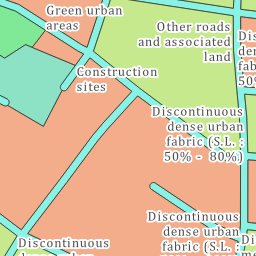 Green urban
areas
Other roads
and associated
land
Construction
sites
Discontinuous
dense urban
fabric (S.L. :
50% - 80%)
Discontinuous
dense urban
fabric (S.L. :
Discontinuous